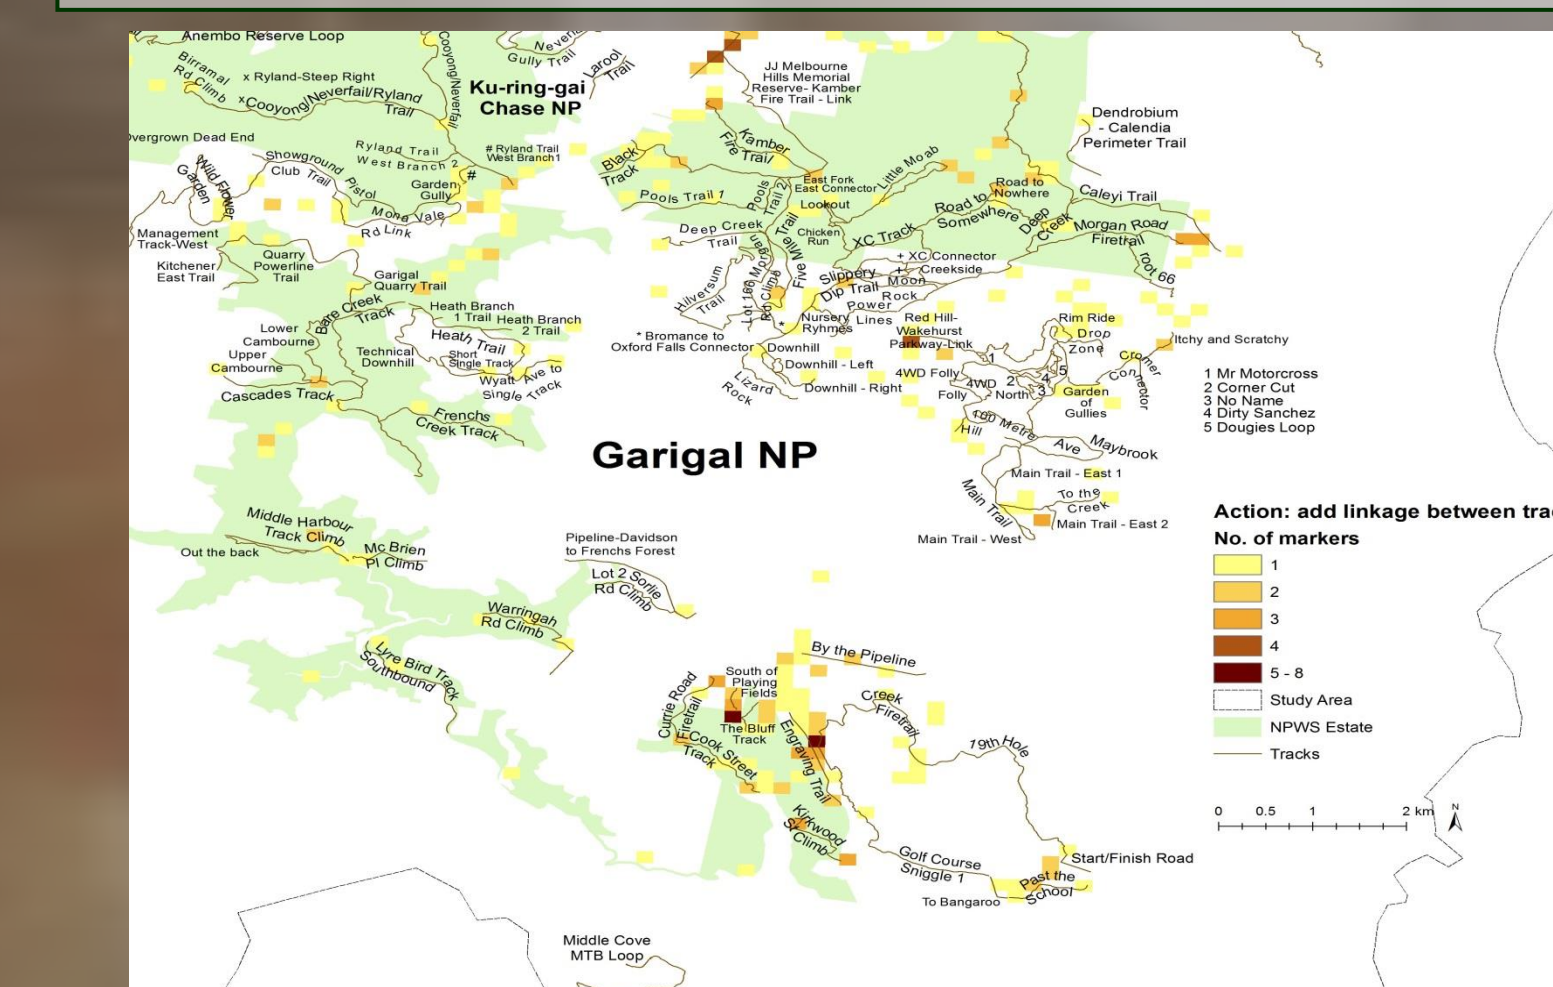 Anembo Reserve Loop
Birramal
Rd Climb
x Ryland-Steep Right
xCooyong/Neverfail/Ryland
Trail
Cooyong/Neverfail
Gully Trail
Larool
Trail
Ku-ring-gai
Chase NP
JJ Melbourne
Hills Memorial
Reserve- Kamber
Fire Trail - Link
Dendrobium
- Calendia
Perimeter Trail
Overgrown Dead End
Ryland Trail
West Branch 2
# Ryland Trail
West Branch1
#
Showground
Club Trail
Pistol
Garden
Gully
Wild Flower
Garden
Mona Vale
Rd Link
Management
Track-West
Kitchener
East Trail
Quarry
Powerline
Trail
Garigal
Quarry Trail
Black
Track
Kamber
Fire Trail
Pools Trail 1
Pools
Trail 2
East Fork
East Connector
Lookout
Little Moab
Road to
Nowhere
Caleyi Trail
Road to
Somewhere
Deep
Creek
Morgan Road
Firetrail
root 66
Deep Creek
Trail
Chicken
Run
XC Track
Five Mile Trail
Lot 166 Morgan
Rd Climb
Hilversum
Trail
+ XC Connector
+ Creekside
Slippery
Dip Trail
Moon
Rock
Power
Lines
Nursery
Ryhmes
Red Hill-
Wakehurst
Parkway-Link
Rim Ride
Drop
Zone
Itchy and Scratchy
Cromer
Connector
Bare Creek
Track
Heath Branch
1 Trail
Heath Branch
2 Trail
Heath Trail
Lower
Cambourne
Upper
Cambourne
Technical
Downhill
Short
Single Track
Wyatt Ave to
Single Track
Cascades Track
Frenchs
Creek Track
* Bromance to
Oxford Falls Connector
*
Downhill
Downhill - Left
Downhill - Right
Lizard
Rock
4WD Folly
4WD
Folly
North
1
2
3
4
5
Garden
of
Gullies
1 Mr Motorcross
2 Corner Cut
3 No Name
4 Dirty Sanchez
5 Dougies Loop
160 Metre
Hill
Ave
Maybrook
Garigal NP
Main Trail - East 1
Main Trail
To the
Creek
Main Trail - East 2
Main Trail - West
Middle Harbour
Track Climb
Out the back
Mc Brien
Pl Climb
Pipeline-Davidson
to Frenchs Forest
Lot 2 Sorlie
Rd Climb
Warringah
Rd Climb
Lyre Bird Track
Southbound
By the Pipeline
South of
Playing
Fields
Currie Road
Firetrail
The Bluff
Track
Cook Street
Track
Engraving Trail
Creek
Firetrail
19th Hole
Kirkwood
St Climb
Golf Course
Sniggle 1
Start/Finish Road
Past the
School
To Bangaroo
Middle Cove
MTB Loop
Action: add linkage between
No. of markers
1
2
3
4
5 - 8
Study Area
NPWS Estate
Tracks
0 0.5 1 2 km
N